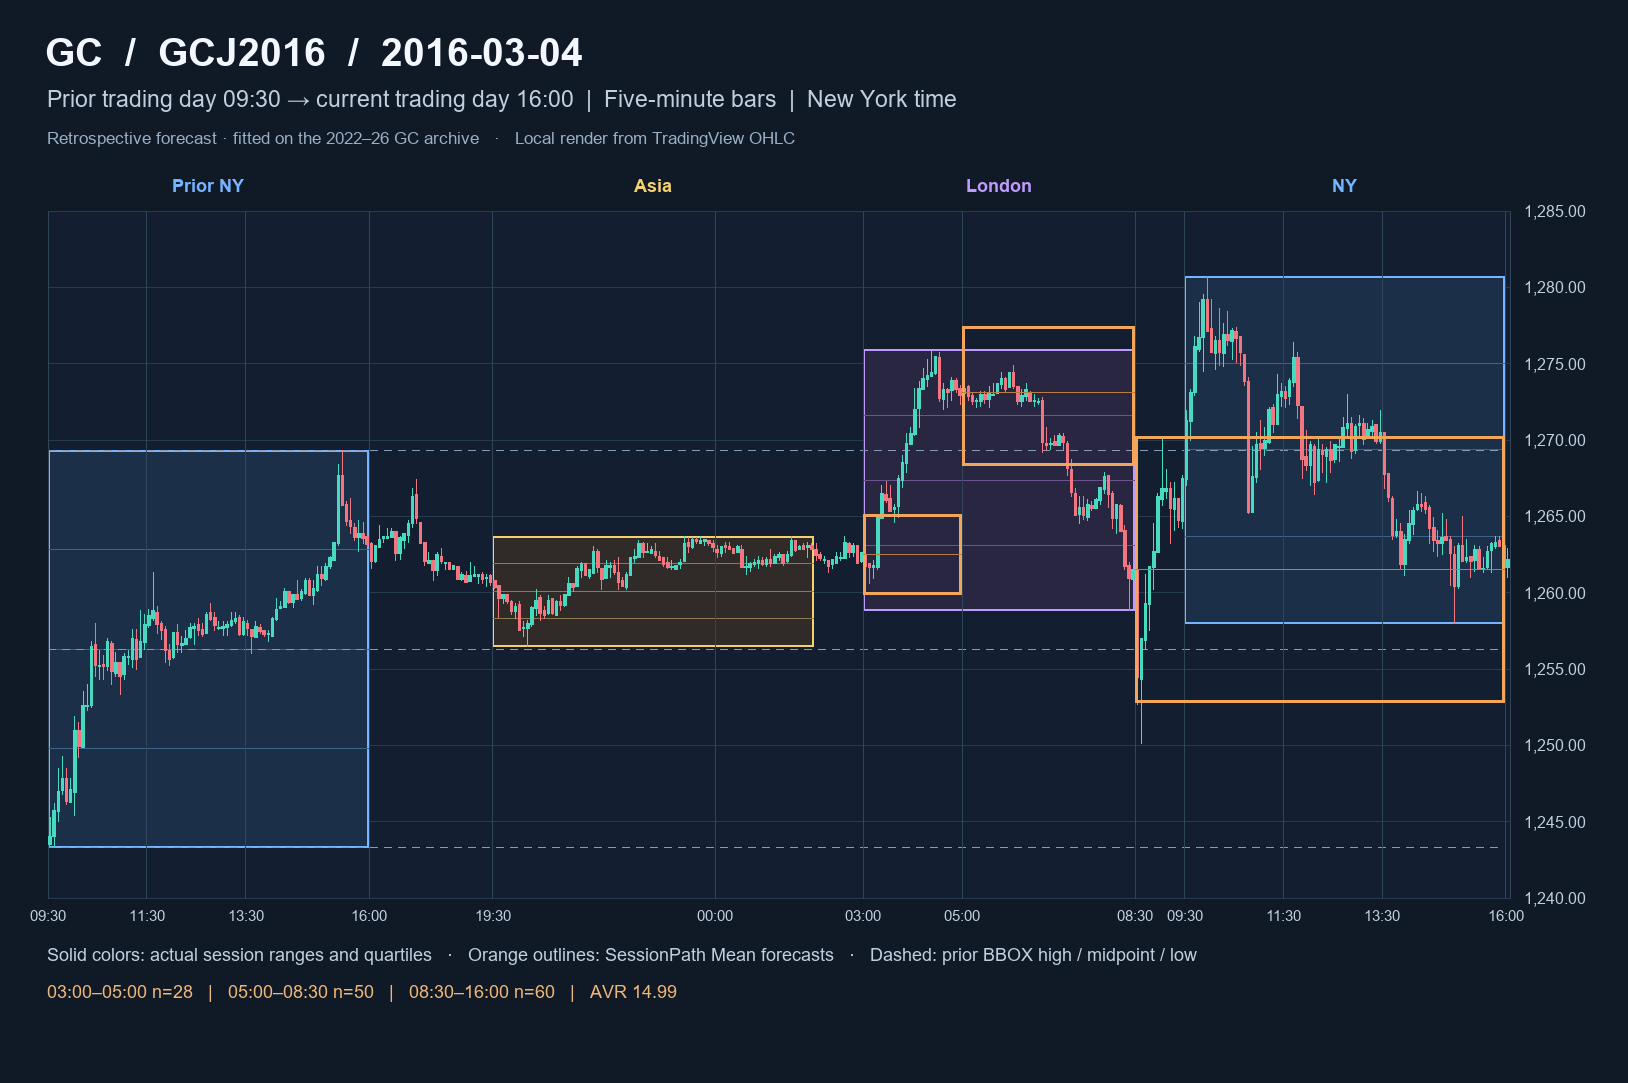 GC / GCJ2016 / 2016-03-04
Prior trading day 09:30 → current trading day 16:00 | Five-minute bars | New York time
Retrospective forecast · fitted on the 2022–26 GC archive · Local render from TradingView OHLC
Prior NY Asia London NY
1,285.00
1,280.00
1,275.00
1,270.00
1,265.00
1,260.00
1,255.00
1,250.00
1,245.00
1,240.00
09:30 11:30 13:30 16:00 19:30 00:00 03:00 05:00 08:30 09:30 11:30 13:30 16:00
Solid colors: actual session ranges and quartiles · Orange outlines: SessionPath Mean forecasts · Dashed: prior BBOX high / midpoint / low
03:00–05:00 n=28 | 05:00–08:30 n=50 | 08:30–16:00 n=60 | AVR 14.99